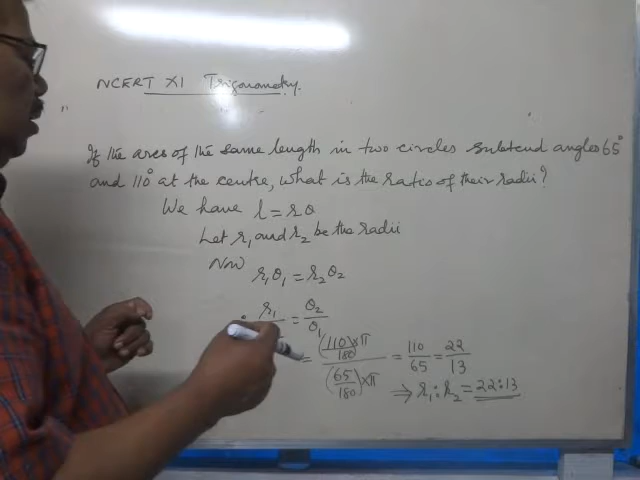 NCERT XI Trigonometry.
If the arcs of the same length in two circles subtend angles 65°
and 110° at the centre, what is the ratio of their radii?
We have l = rθ
Let r₁ and r₂ be the radii
Now
r₁θ₁ = r₂θ₂
r₁ = θ₂/θ₁
= (110/180)×π / (65/180)×π = 110/65 = 22/13
⇒ r₁ : r₂ = 22:13